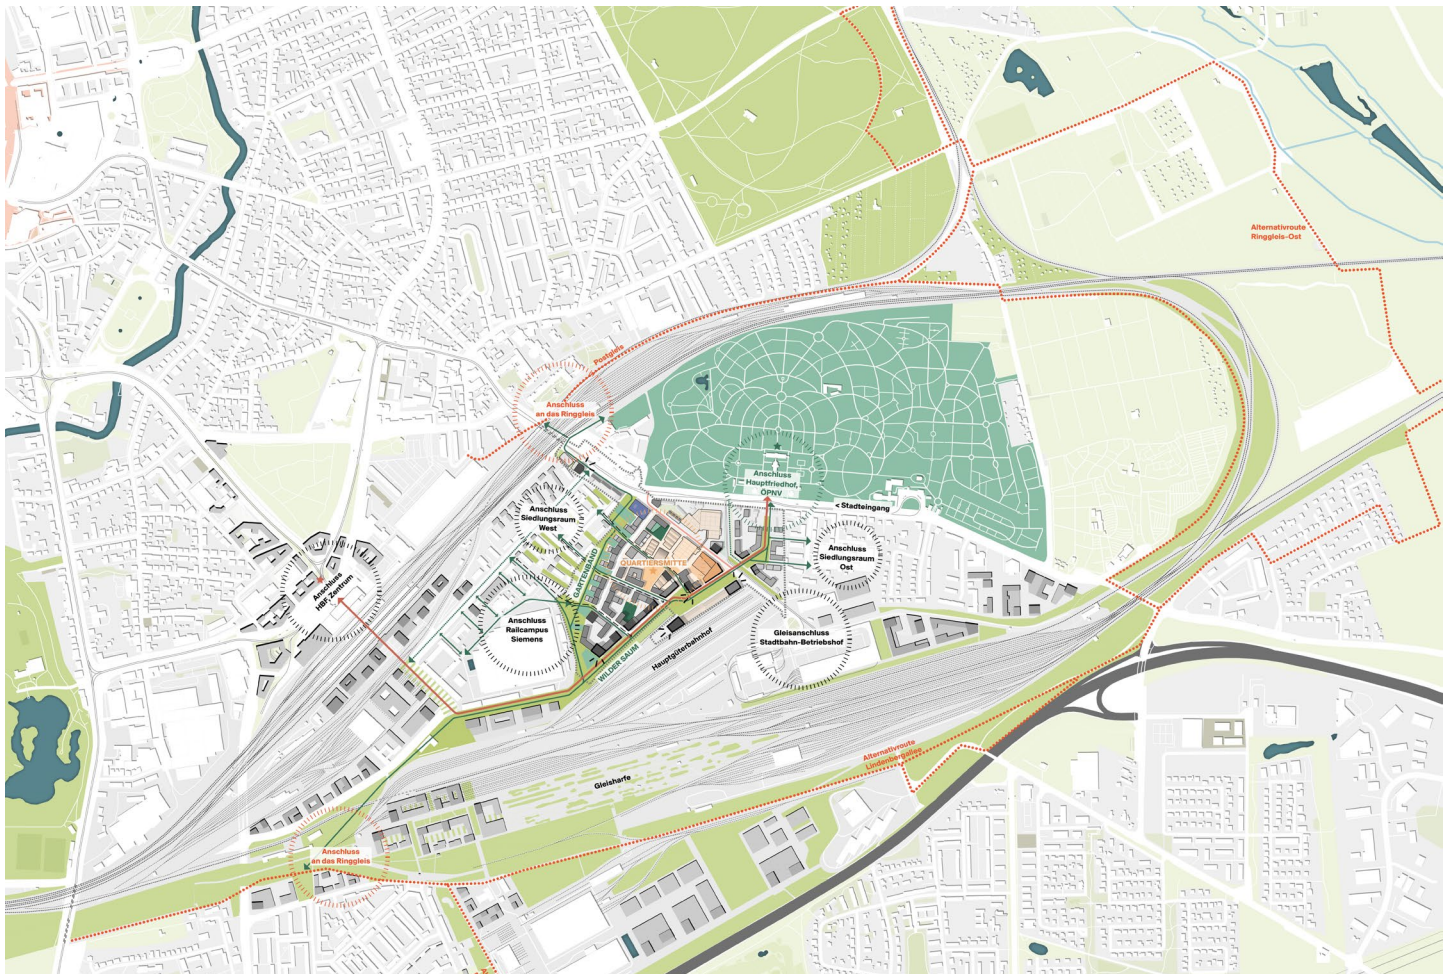 Alternativroute
Ringgleis-Ost
Postgleis
Anschluss
an das Ringgleis
Anschluss
Hauptfriedhof,
ÖPNV
< Stadteingang
Anschluss
Siedlungsraum
West
Anschluss
Siedlungsraum
Ost
QUARTIERSMITTE
GARTENBAND
Anschluss
HBF, Zentrum
Anschluss
Railcampus
Siemens
Gleisanschluss
Stadtbahn-Betriebshof
Hauptgüterbahnhof
WILDER SAUM
Alternativroute
Lindenbergallee
Gleisharfe
Anschluss
an das Ringgleis